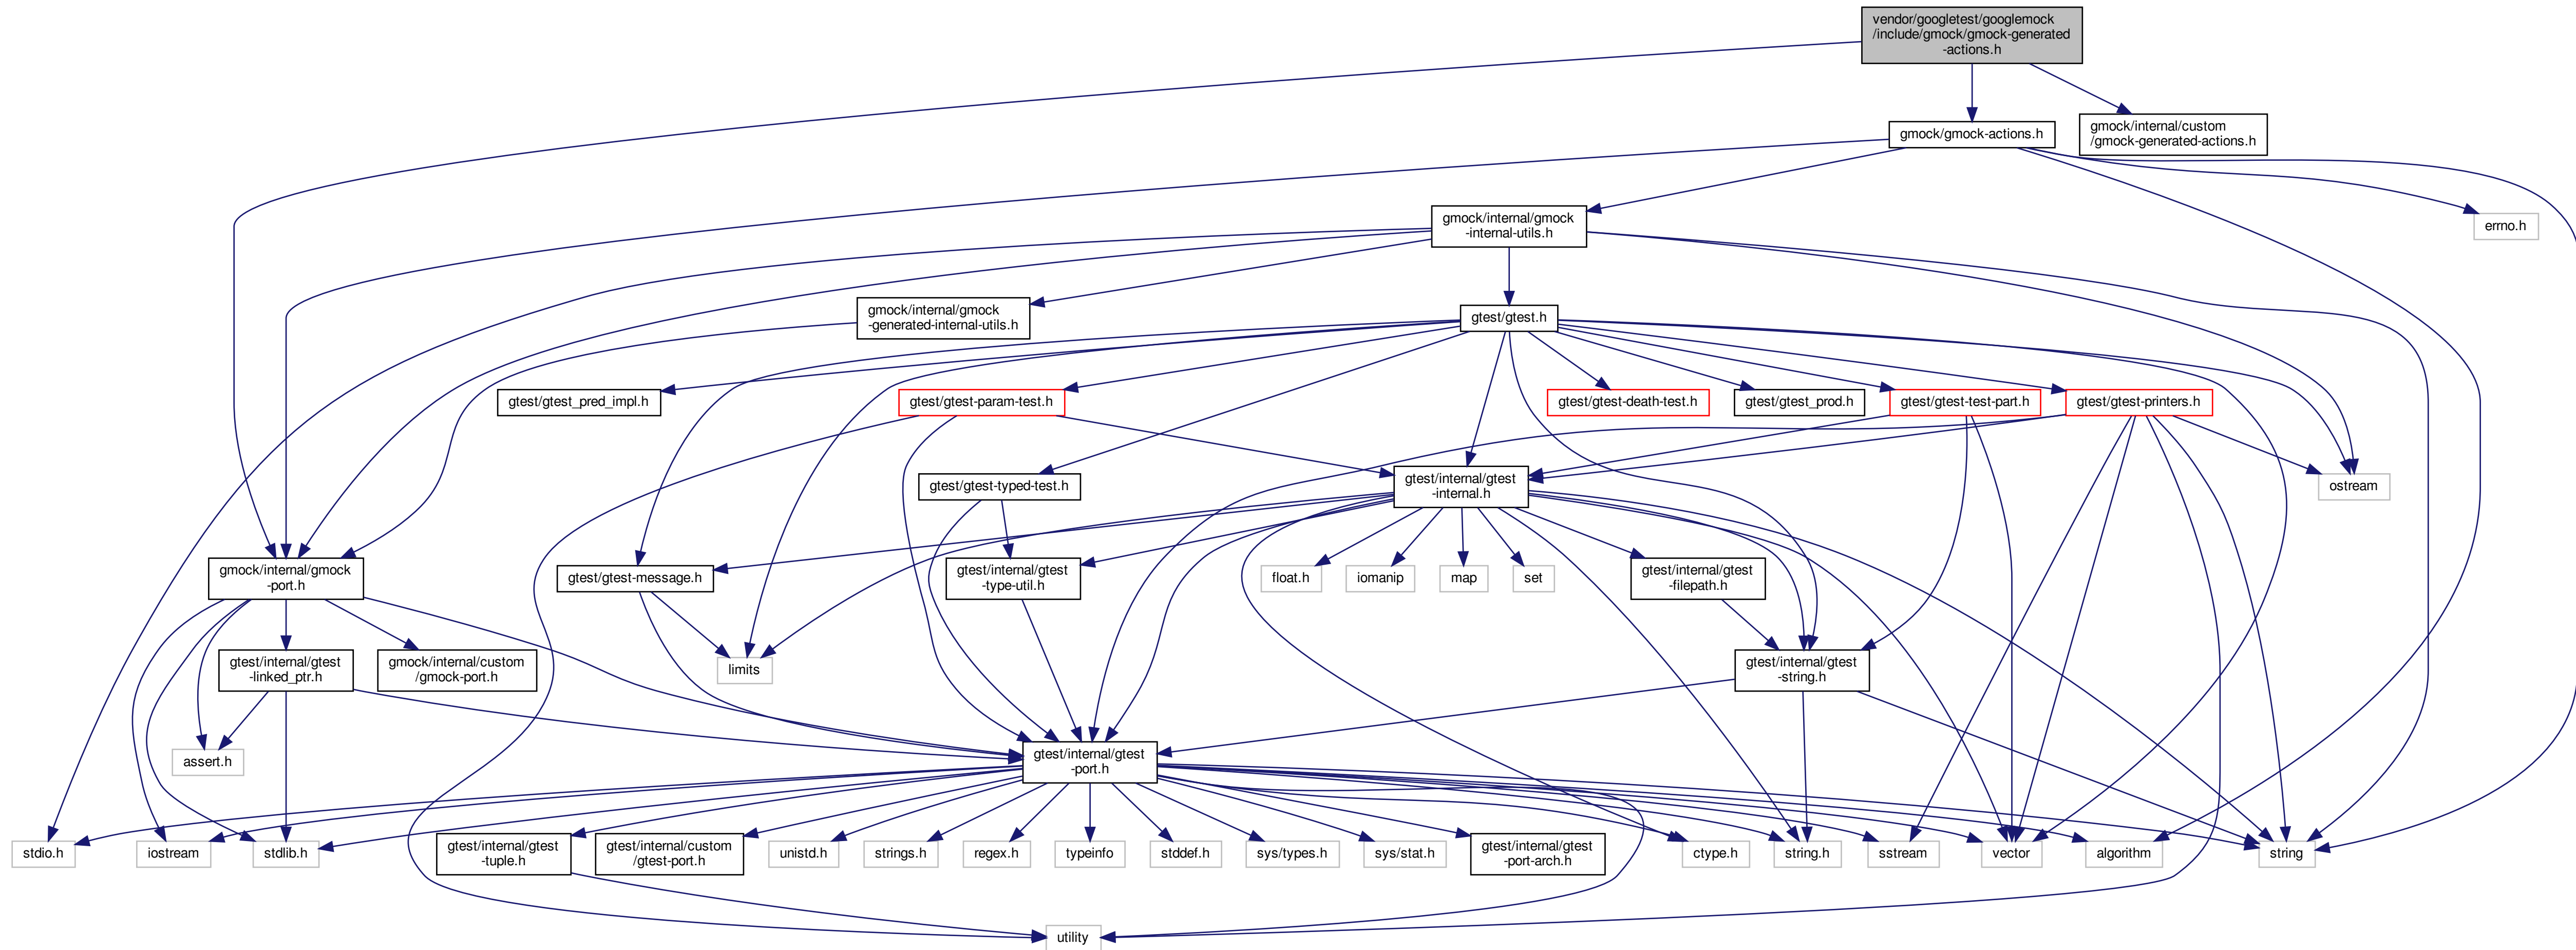 vendor/googletest/googlemock
/include/gmock/gmock-generated
-actions.h
gmock/gmock-actions.h
gmock/internal/custom
/gmock-generated-actions.h
gmock/internal/gmock
-internal-utils.h
errno.h
gmock/internal/gmock
-generated-internal-utils.h
gtest/gtest.h
gtest/gtest_pred_impl.h
gtest/gtest-param-test.h
gtest/gtest-death-test.h
gtest/gtest_prod.h
gtest/gtest-test-part.h
gtest/gtest-printers.h
gtest/gtest-typed-test.h
gtest/internal/gtest
-internal.h
ostream
gmock/internal/gmock
-port.h
gtest/gtest-message.h
gtest/internal/gtest
-type-util.h
float.h
iomanip
map
set
gtest/internal/gtest
-filepath.h
gtest/internal/gtest
-linked_ptr.h
gmock/internal/custom
/gmock-port.h
limits
gtest/internal/gtest
-string.h
assert.h
gtest/internal/gtest
-port.h
stdio.h
iostream
stdlib.h
gtest/internal/gtest
-tuple.h
gtest/internal/custom
/gtest-port.h
unistd.h
strings.h
regex.h
typeinfo
stddef.h
sys/types.h
sys/stat.h
gtest/internal/gtest
-port-arch.h
ctype.h
string.h
sstream
vector
algorithm
string
utility